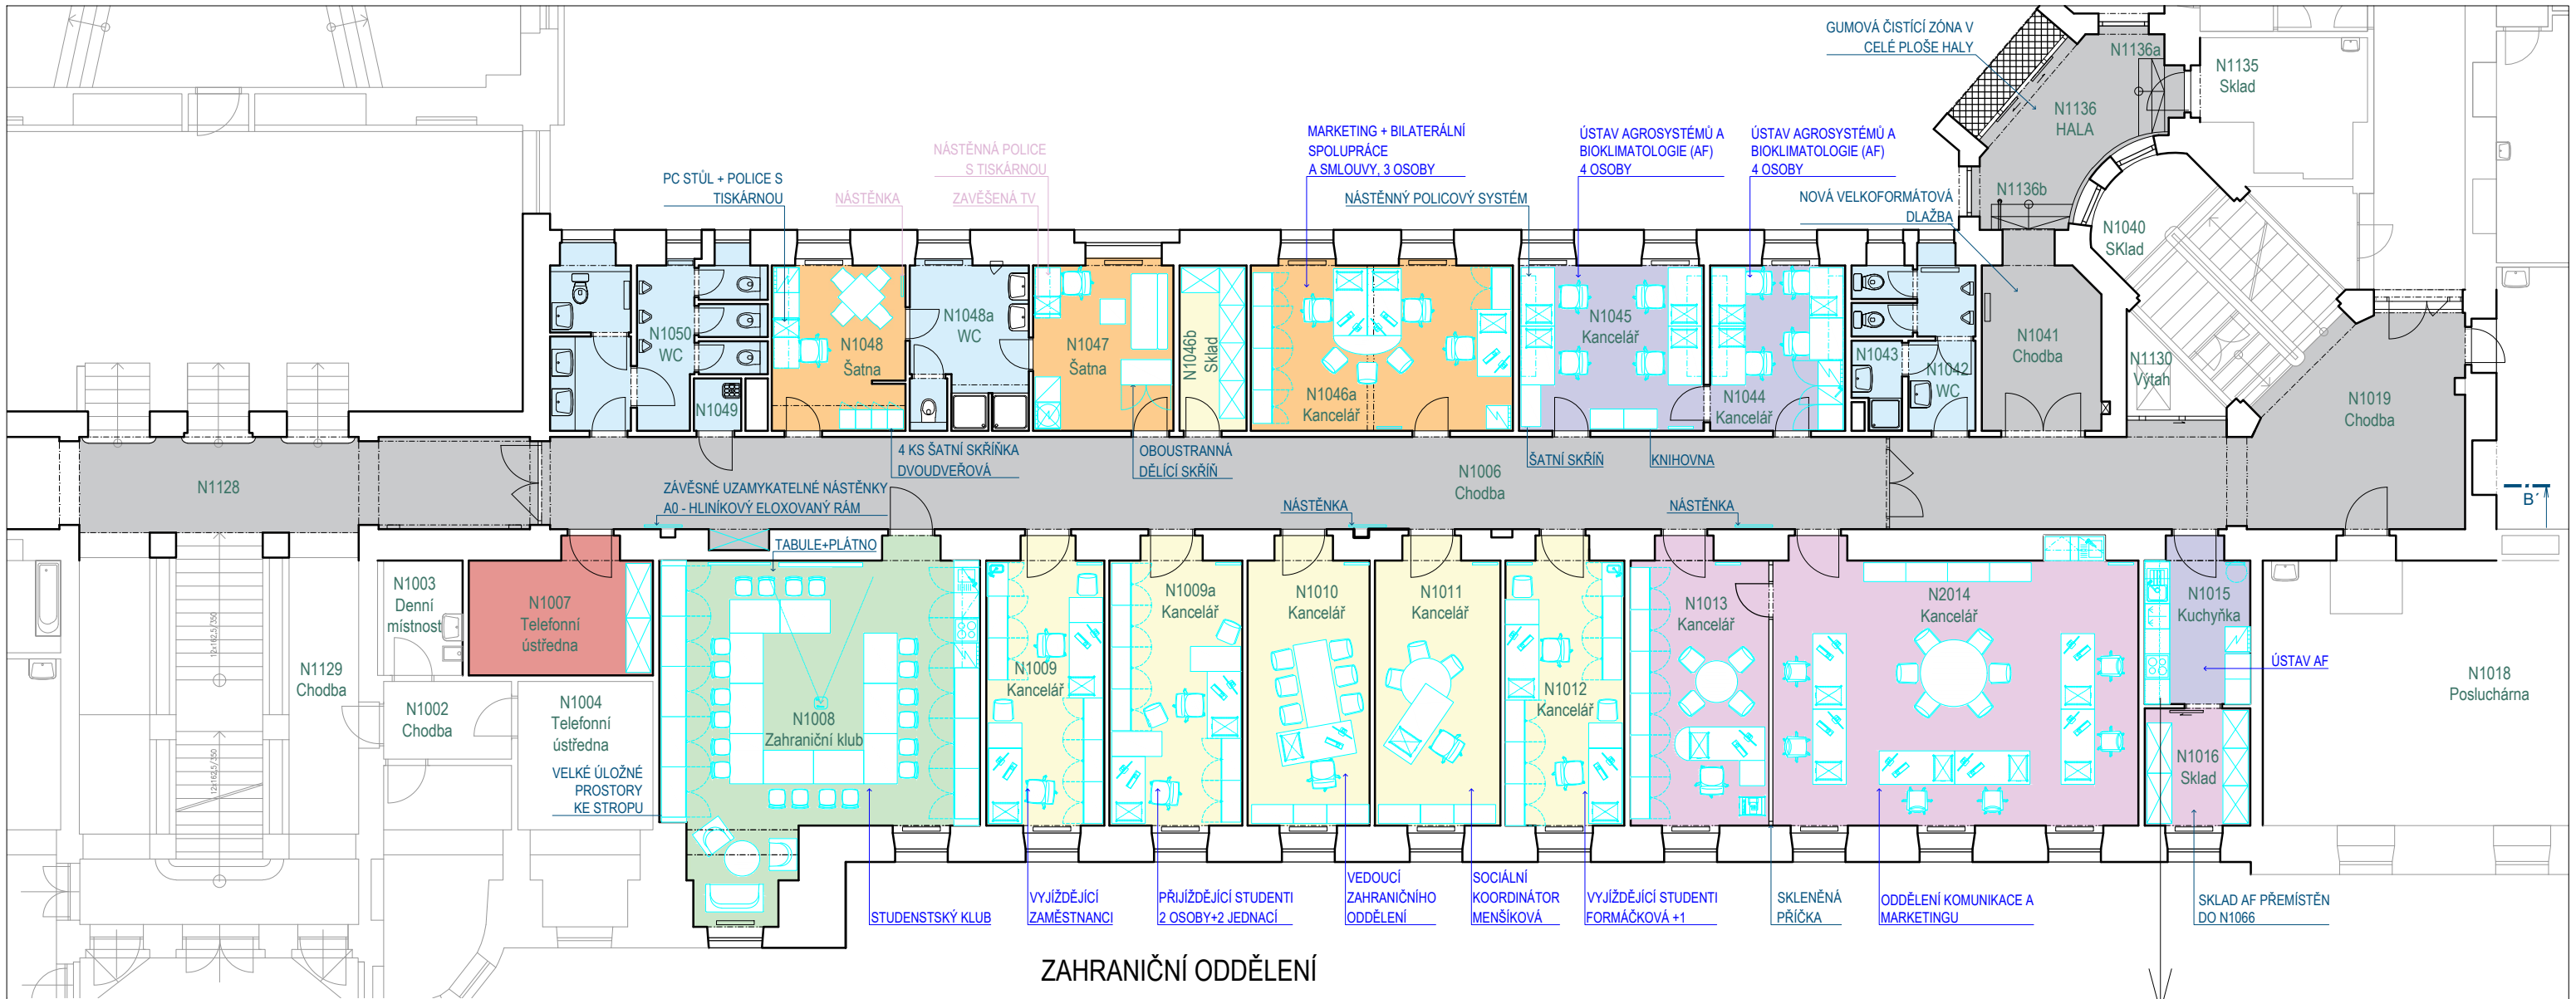 GUMOVÁ ČISTÍCÍ ZÓNA V
CELÉ PLOŠE HALY
N1136a
N1135
Sklad
N1136
HALA
MARKETING + BILATERÁLNÍ
SPOLUPRÁCE
A SMLOUVY, 3 OSOBY
ÚSTAV AGROSYSTÉMŮ A
BIOKLIMATOLOGIE (AF)
4 OSOBY
ÚSTAV AGROSYSTÉMŮ A
BIOKLIMATOLOGIE (AF)
4 OSOBY
NÁSTĚNNÁ POLICE
S TISKÁRNOU
PC STŮL + POLICE S
TISKÁRNOU
NÁSTĚNKA
ZAVĚŠENÁ TV
NÁSTĚNNÝ POLICOVÝ SYSTÉM
NOVÁ VELKOFORMÁTOVÁ
DLAŽBA
N1136b
N1040
SKlad
N1050
WC
N1049
N1048
Šatna
N1048a
WC
N1047
Šatna
N1046b
Sklad
N1046a
Kancelář
N1045
Kancelář
N1044
Kancelář
N1043
N1042
WC
N1041
Chodba
N1130
Výtah
N1019
Chodba
4 KS ŠATNÍ SKŘÍŇKA
DVOUDVEŘOVÁ
OBOUSTRANNÁ
DĚLÍCÍ SKŘÍŇ
ŠATNÍ SKŘÍŇ
KNIHOVNA
N1128
N1006
Chodba
ZÁVĚSNÉ UZAMYKATELNÉ NÁSTĚNKY
A0 - HLINÍKOVÝ ELOXOVANÝ RÁM
NÁSTĚNKA
NÁSTĚNKA
B´
TABULE+PLÁTNO
12x162,5/350
12x162,5/350
N1129
Chodba
N1003
Denní
místnost
N1002
Chodba
N1007
Telefonní
ústředna
N1004
Telefonní
ústředna
VELKÉ ÚLOŽNÉ
PROSTORY
KE STROPU
N1008
Zahraniční klub
N1009
Kancelář
N1009a
Kancelář
N1010
Kancelář
N1011
Kancelář
N1012
Kancelář
N1013
Kancelář
N2014
Kancelář
N1015
Kuchyňka
ÚSTAV AF
N1016
Sklad
N1018
Posluchárna
STUDENSTSKÝ KLUB
VYJÍŽDĚJÍCÍ
ZAMĚSTNANCI
PŘIJÍŽDĚJÍCÍ STUDENTI
2 OSOBY+2 JEDNACÍ
VEDOUCÍ
ZAHRANIČNÍHO
ODDĚLENÍ
SOCIÁLNÍ
KOORDINÁTOR
MENŠÍKOVÁ
VYJÍŽDĚJÍCÍ STUDENTI
FORMÁČKOVÁ +1
SKLENĚNÁ
PŘÍČKA
ODDĚLENÍ KOMUNIKACE A
MARKETINGU
SKLAD AF PŘEMÍSTĚN
DO N1066
ZAHRANIČNÍ ODDĚLENÍ